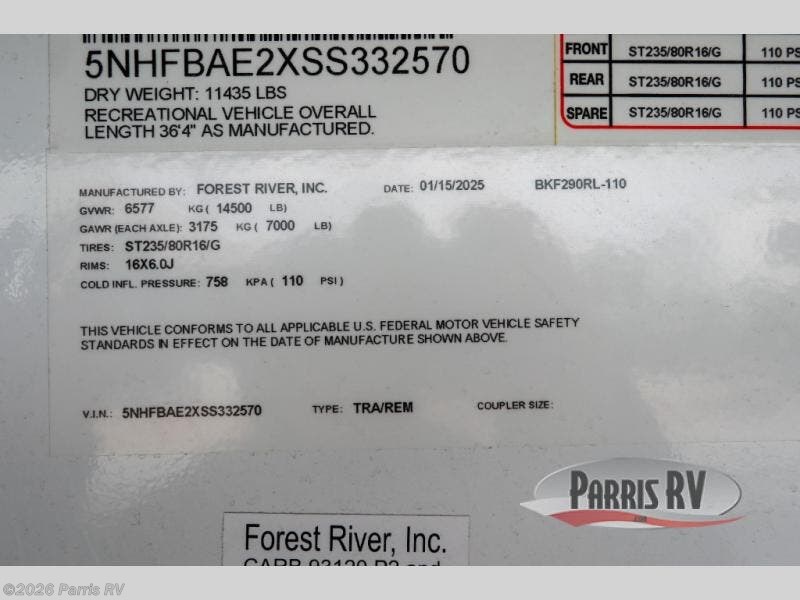 5NHFBAE2XSS332570
DRY WEIGHT: 11435 LBS
RECREATIONAL VEHICLE OVERALL
LENGTH 36'4" AS MANUFACTURED.
FRONT ST235/80R16/G 110 PS
REAR ST235/80R16/G 110 PS
SPARE ST235/80R16/G 110 PS
MANUFACTURED BY: FOREST RIVER, INC. DATE: 01/15/2025 BKF290RL-110
GVWR: 6577 KG ( 14500 LB)
GAWR (EACH AXLE): 3175 KG ( 7000 LB)
TIRES: ST235/80R16/G
RIMS: 16X6.0J
COLD INFL. PRESSURE: 758 KPA ( 110 PSI )
THIS VEHICLE CONFORMS TO ALL APPLICABLE U.S. FEDERAL MOTOR VEHICLE SAFETY
STANDARDS IN EFFECT ON THE DATE OF MANUFACTURE SHOWN ABOVE.
V.I.N.: 5NHFBAE2XSS332570 TYPE: TRA/REM COUPLER SIZE:
PARRIS RV
.com
Forest River, Inc.
CARB 93120 P2 and
©2026 Parris RV